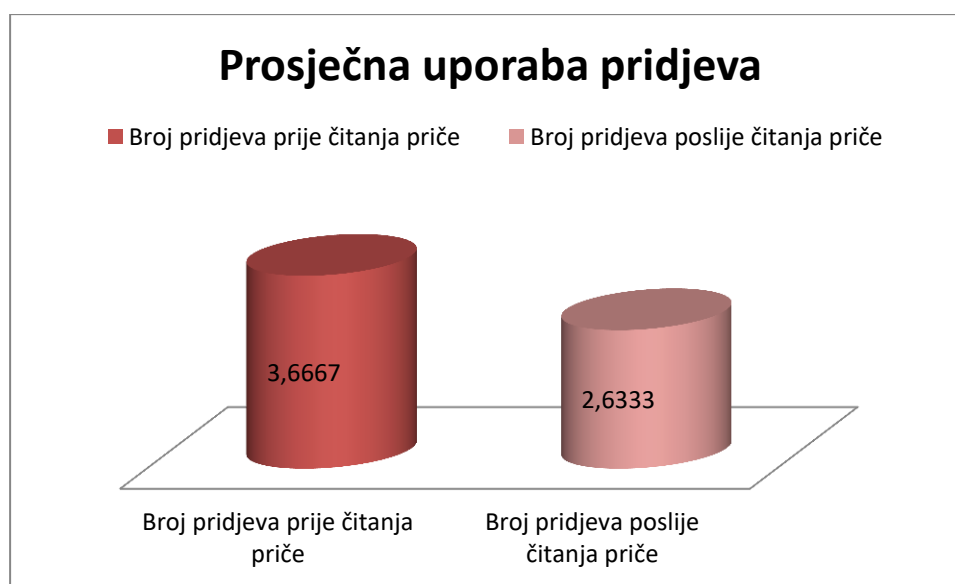 Prosječna uporaba pridjeva
Broj pridjeva prije čitanja priče
Broj pridjeva poslije čitanja priče
3,6667
2,6333
Broj pridjeva prije čitanja
priče
Broj pridjeva poslije
čitanja priče